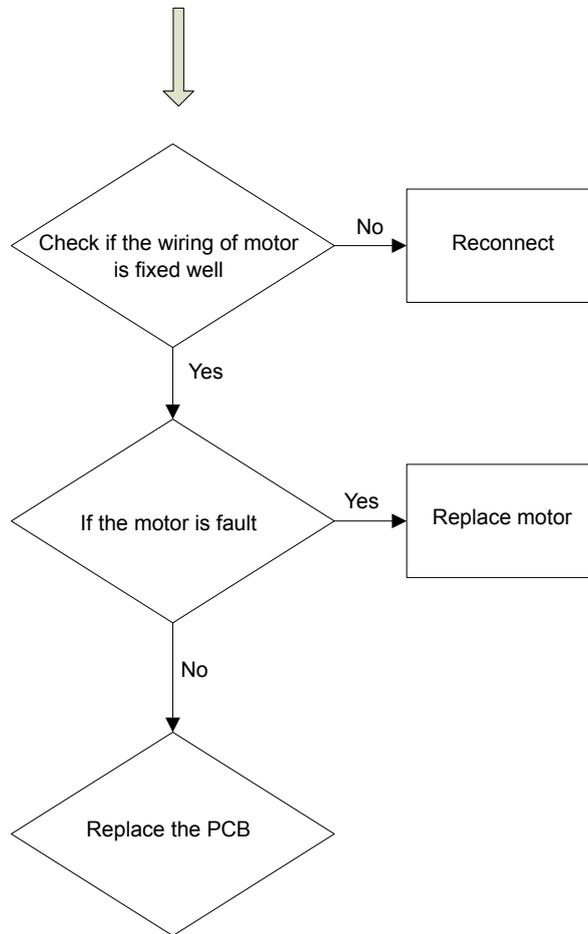 Check if the wiring of motor
is fixed well
No
Reconnect
Yes
If the motor is fault
Yes
Replace motor
No
Replace the PCB